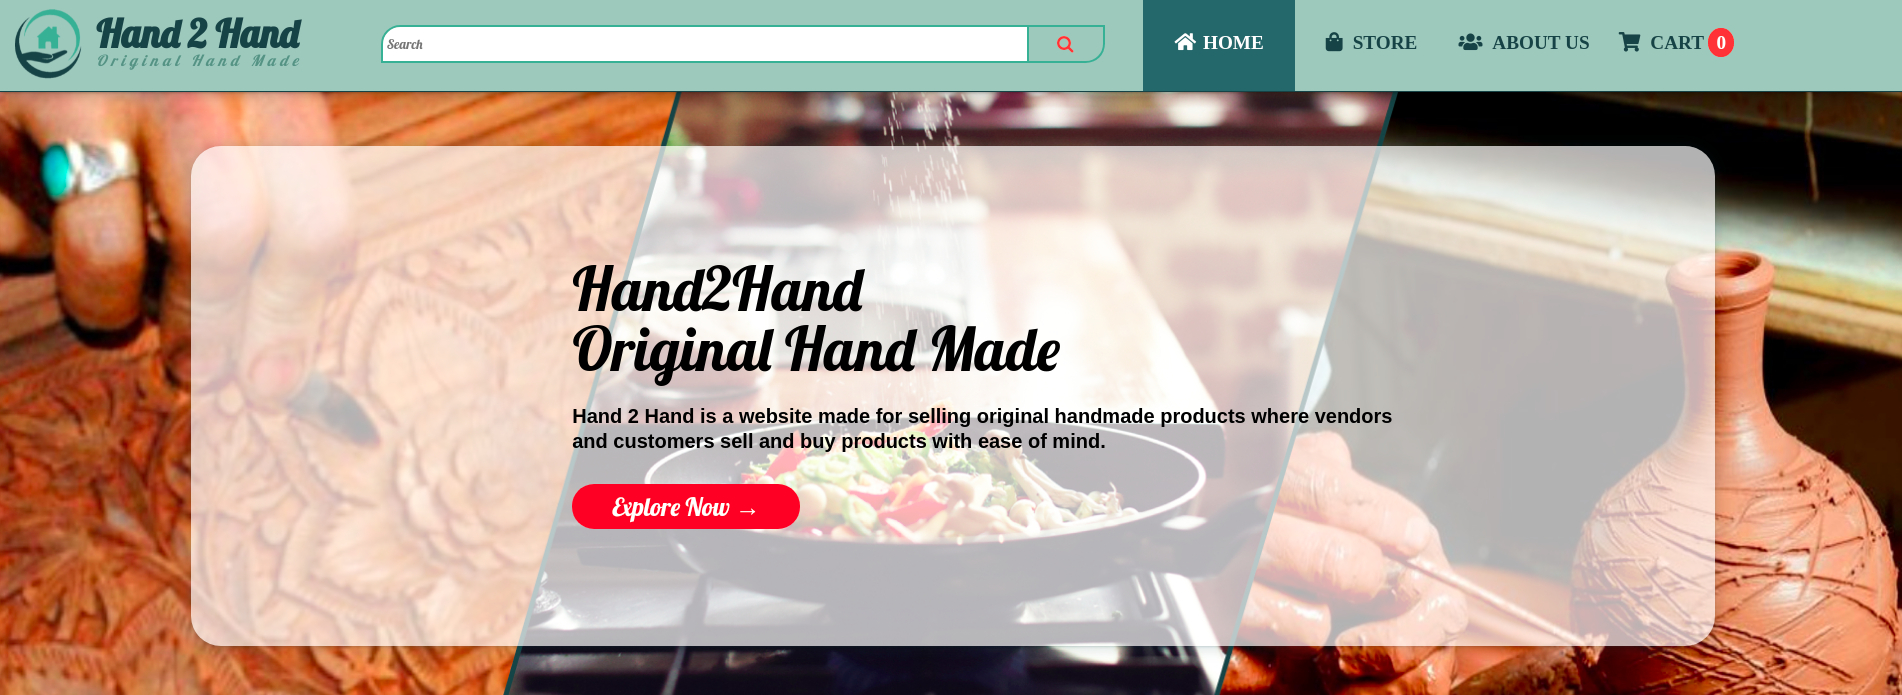 Hand 2 Hand
Original Hand Made
Search
HOME
STORE
ABOUT US
CART 0
Hand2Hand
Original Hand Made
Hand 2 Hand is a website made for selling original handmade products where vendors
and customers sell and buy products with ease of mind.
Explore Now →